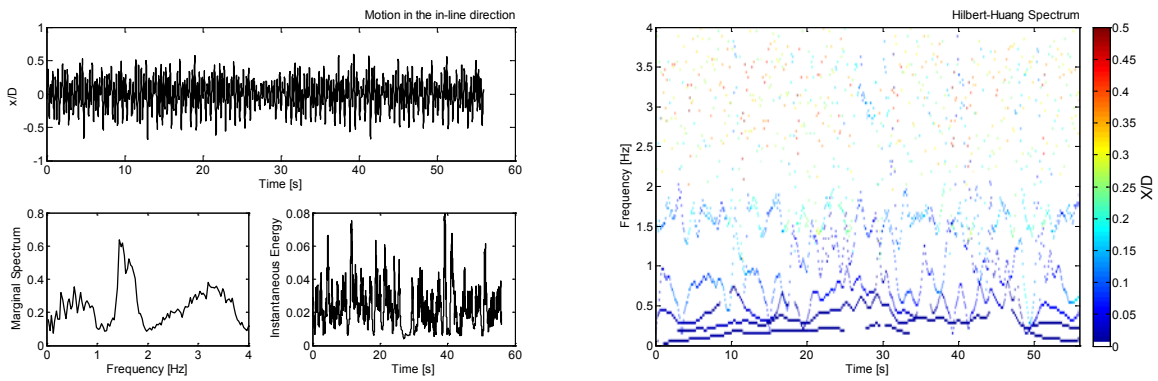 Motion in the in-line direction
1
0.5
0
-0.5
-1
x/D
0 10 20 30 40 50 60
Time [s]
0.8
0.6
0.4
0.2
0
Marginal Spectrum
0 1 2 3 4
Frequency [Hz]
0.08
0.06
0.04
0.02
0.00
Instantaneous Energy
0 20 40 60
Time [s]
Hilbert-Huang Spectrum
4
3.5
3
2.5
2
1.5
1
0.5
0
Frequency [Hz]
0 10 20 30 40 50
Time [s]
0.5
0.45
0.4
0.35
0.3
0.25
0.2
0.15
0.1
0.05
0
X/D